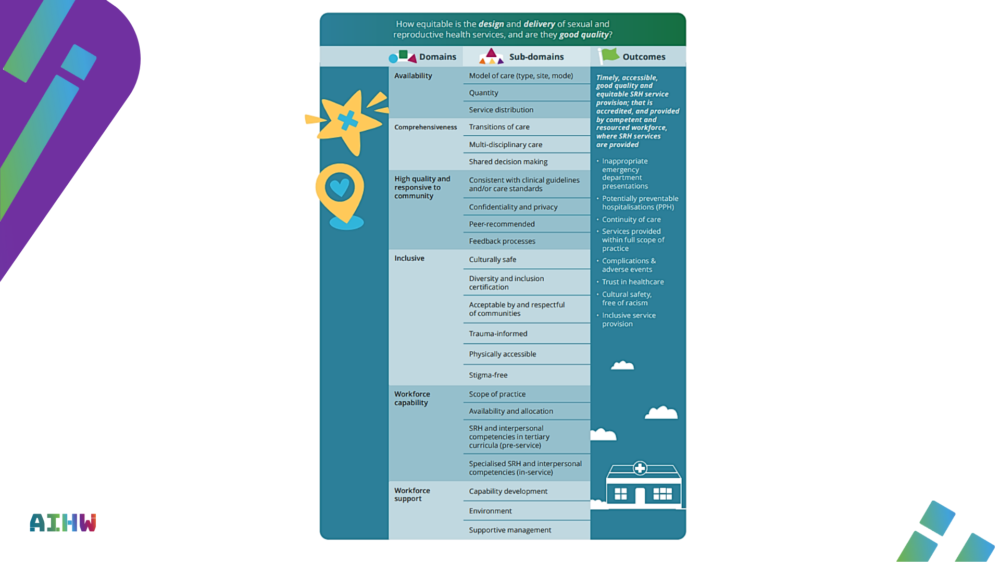 How equitable is the design and delivery of sexual and
reproductive health services, and are they good quality?
Domains
Sub-domains
Outcomes
Availability
Model of care (type, site, mode)
Quantity
Service distribution
Comprehensiveness
Transitions of care
Multi-disciplinary care
Shared decision making
High quality and
responsive to
community
Consistent with clinical guidelines
and/or care standards
Confidentiality and privacy
Peer-recommended
Feedback processes
Inclusive
Culturally safe
Diversity and inclusion
certification
Acceptable by and respectful
of communities
Trauma-informed
Physically accessible
Stigma-free
Workforce
capability
Scope of practice
Availability and allocation
SRH and interpersonal
competencies in tertiary
curricula (pre-service)
Specialised SRH and interpersonal
competencies (in-service)
Workforce
support
Capability development
Environment
Supportive management
Timely, accessible,
good quality and
equitable SRH service
provision; that is
accredited, and provided
by competent and
resourced workforce,
where SRH services
are provided
• Inappropriate
emergency
department
presentations
• Potentially preventable
hospitalisations (PPH)
• Continuity of care
• Services provided
within full scope of
practice
• Complications &
adverse events
• Trust in healthcare
• Cultural safety,
free of racism
• Inclusive service
provision
AIHW